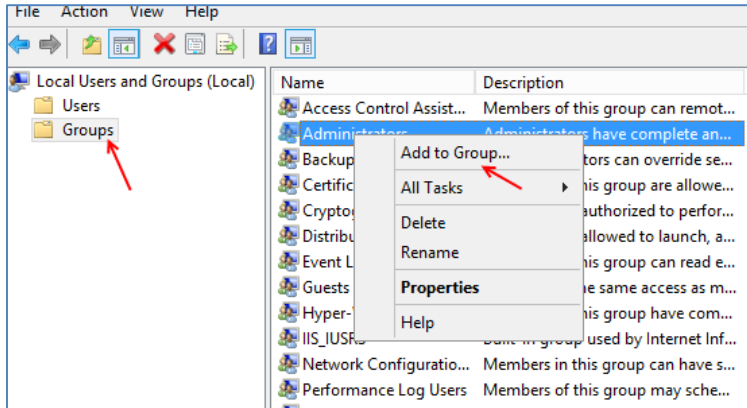 File Action View Help
Local Users and Groups (Local)
Users
Groups
Name Description
Access Control Assist... Members of this group can remot...
Administrators Administrators have complete an...
Backup tors can override se...
Certific his group are allowe...
Cryptog authorized to perfor...
Distribu allowed to launch, a...
Event L his group can read e...
Guests he same access as m...
Hyper- his group have com...
IIS_IUSRS Built-in group used by Internet Inf...
Network Configuratio... Members in this group can have s...
Performance Log Users Members of this group may sche...
Add to Group...
All Tasks
Delete
Rename
Properties
Help